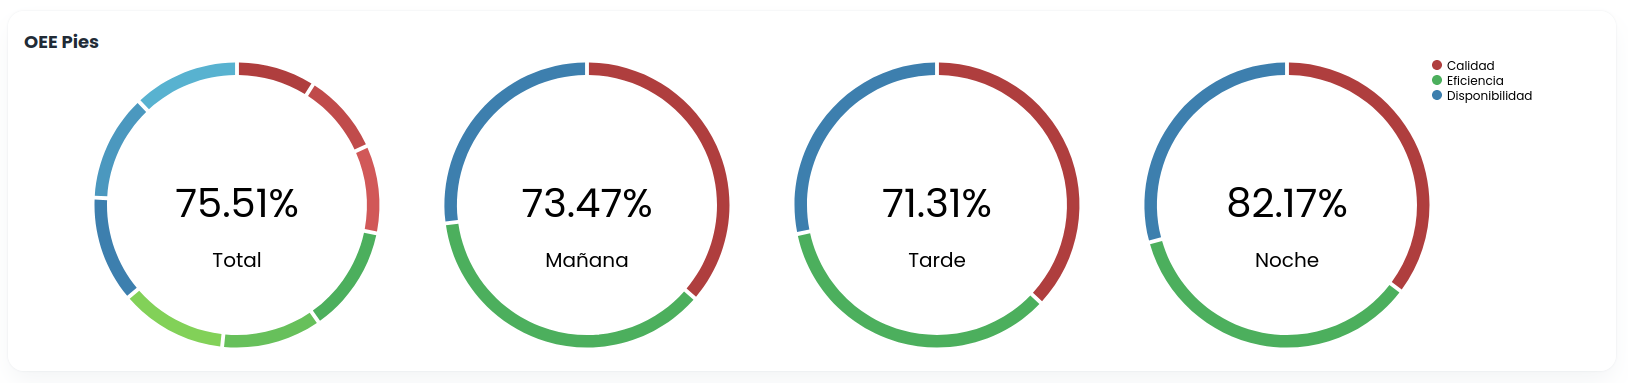 OEE Pies
75.51%
Total
73.47%
Mañana
71.31%
Tarde
82.17%
Noche
Calidad
Eficiencia
Disponibilidad